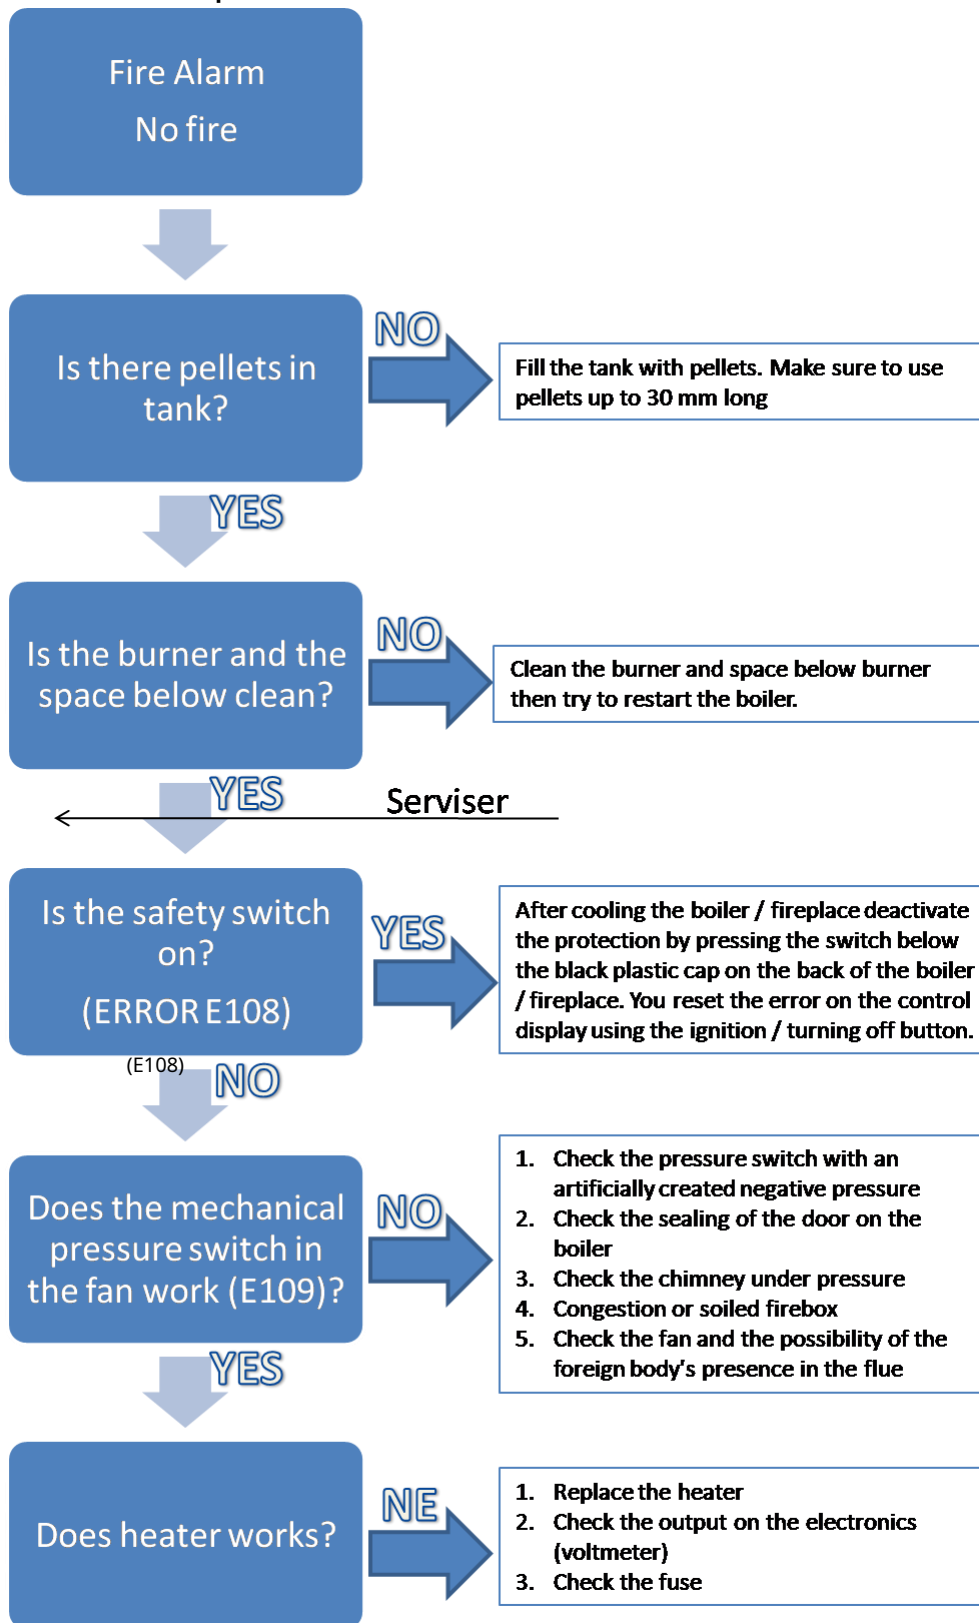 Fire Alarm
No fire
Is there pellets in
tank?
NO
Fill the tank with pellets. Make sure to use
pellets up to 30 mm long
YES
Is the burner and the
space below clean?
NO
Clean the burner and space below burner
then try to restart the boiler.
YES
Serviser
Is the safety switch
on?
(ERROR E108)
(E108)
YES
After cooling the boiler / fireplace deactivate
the protection by pressing the switch below
the black plastic cap on the back of the boiler
/ fireplace. You reset the error on the control
display using the ignition / turning off button.
NO
Does the mechanical
pressure switch in
the fan work (E109)?
NO
1. Check the pressure switch with an
artificially created negative pressure
2. Check the sealing of the door on the
boiler
3. Check the chimney under pressure
4. Congestion or soiled firebox
5. Check the fan and the possibility of the
foreign body's presence in the flue
YES
Does heater works?
NE
1. Replace the heater
2. Check the output on the electronics
(voltmeter)
3. Check the fuse